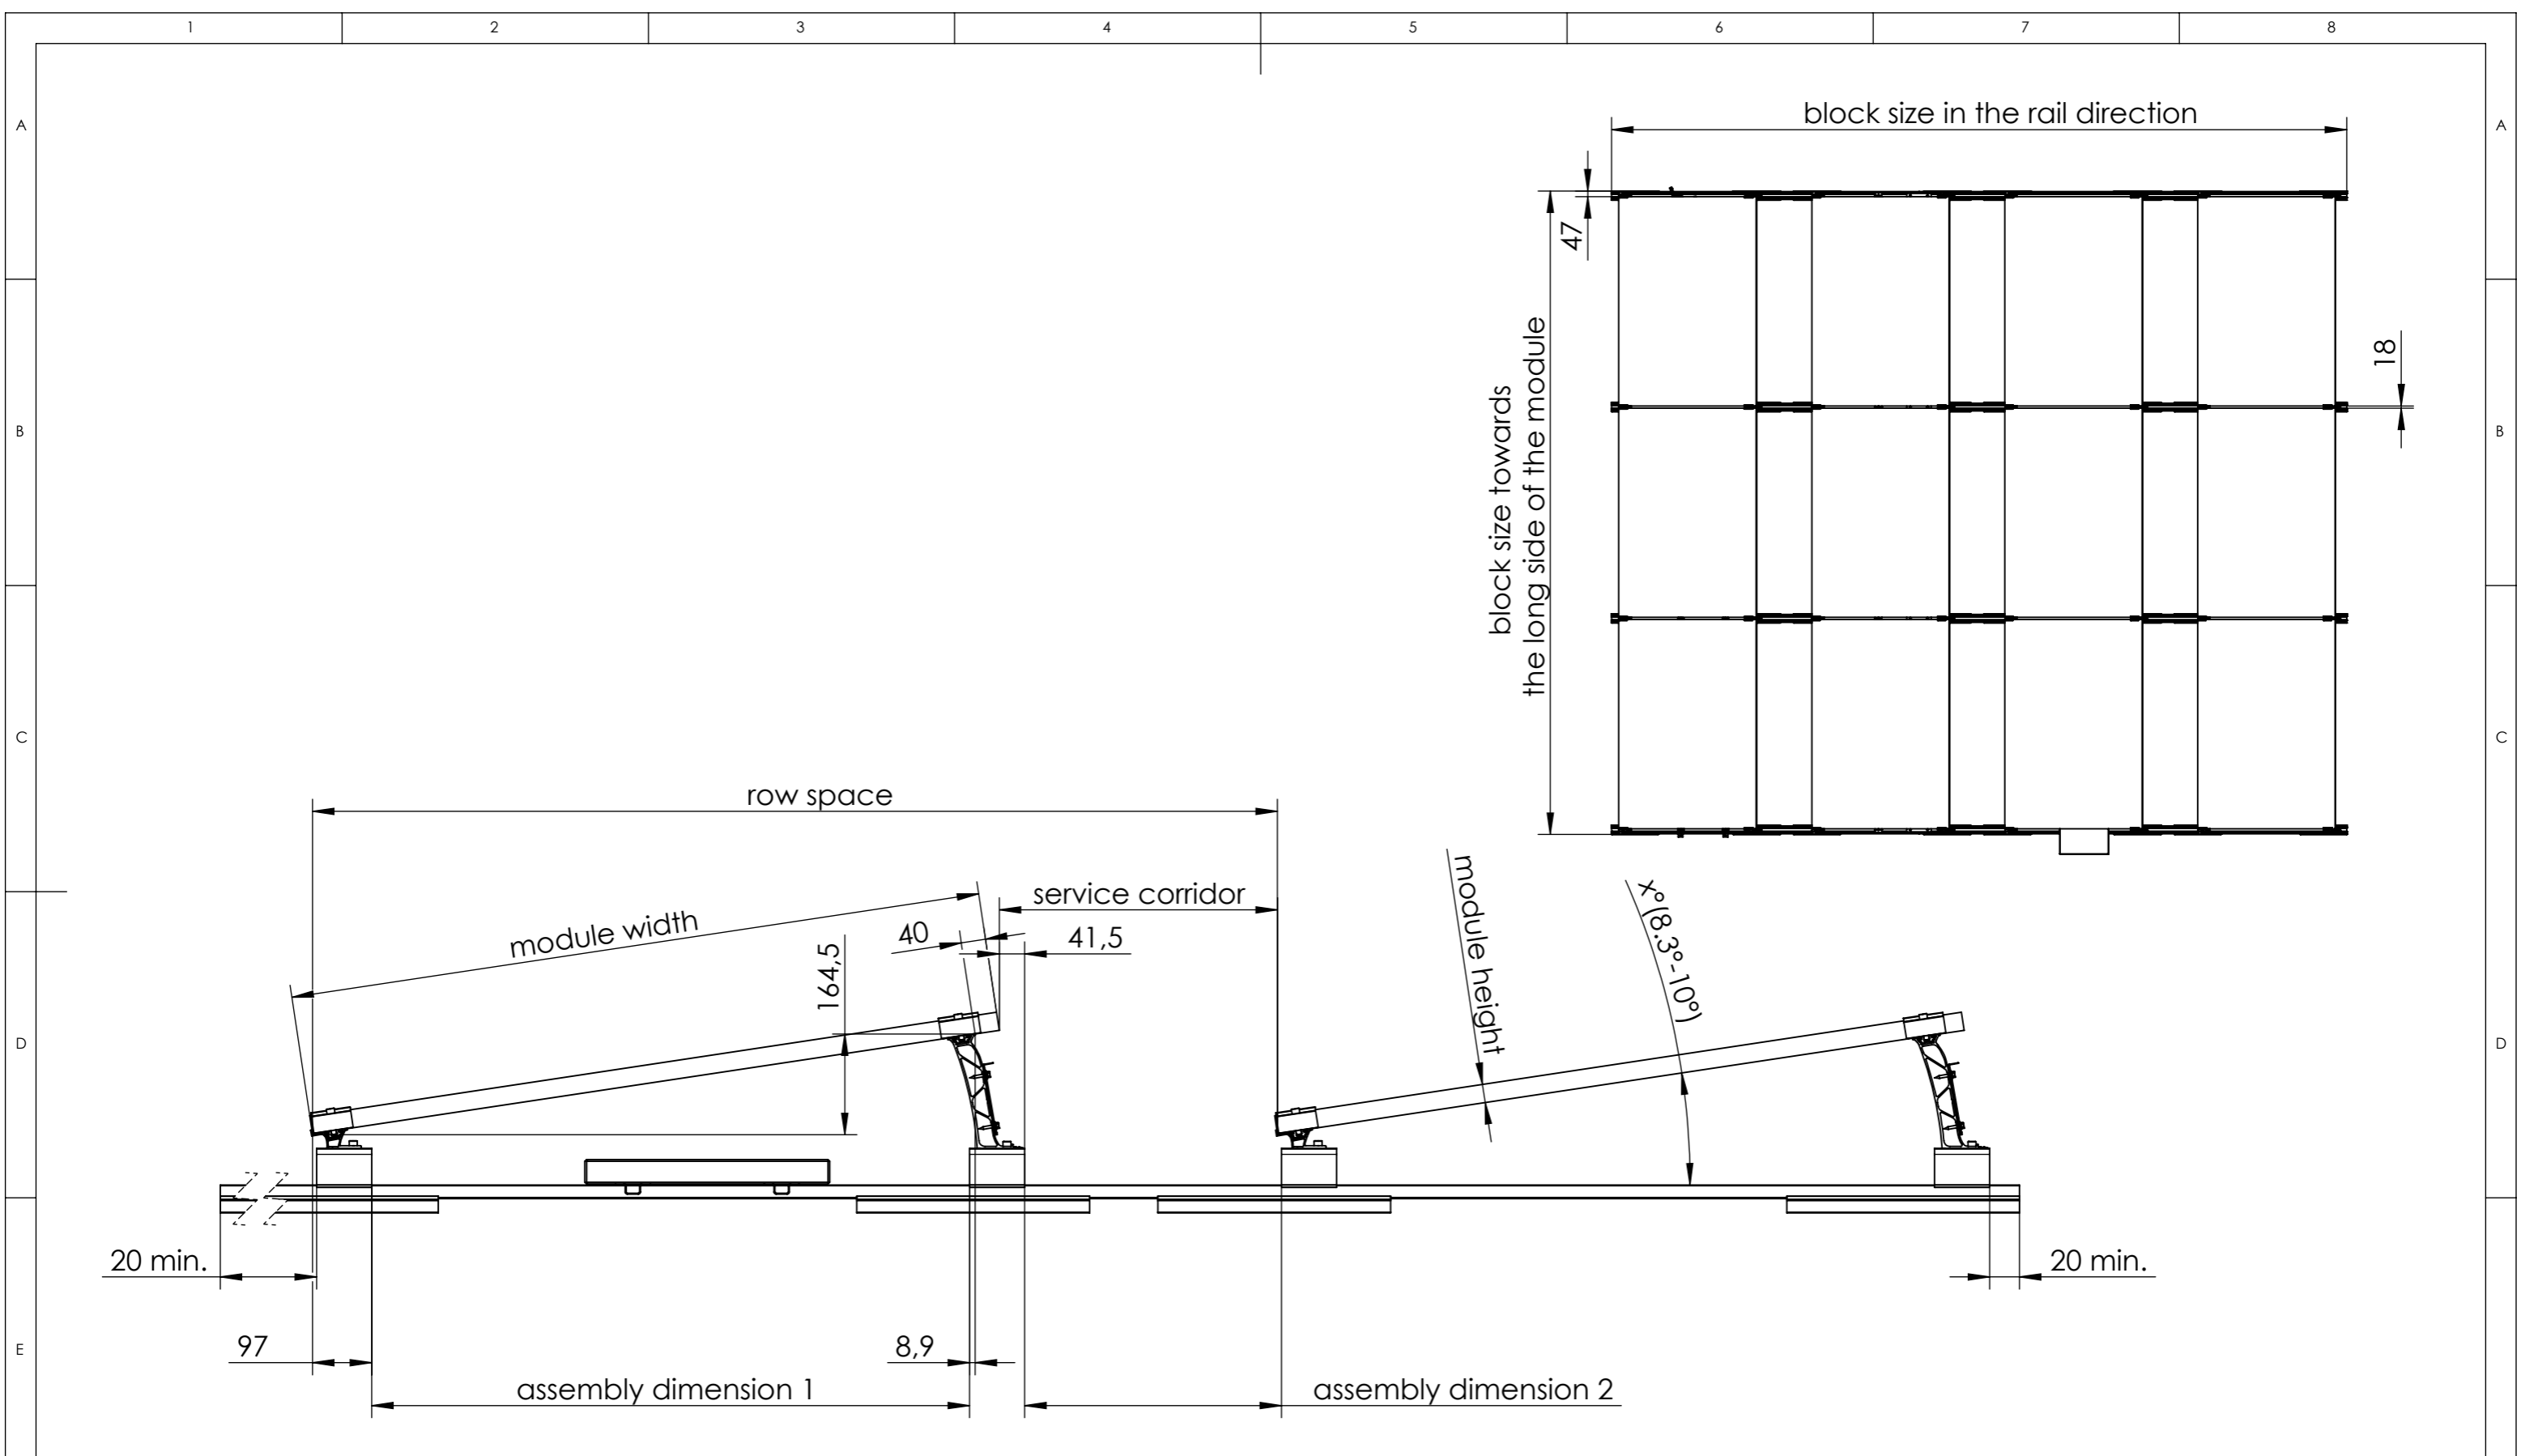 1 2 3 4 5 6 7 8
A A
block size in the rail direction
47
18
B B
block size towards
the long side of the module
C C
row space
service corridor
module width
40
41,5
164,5
module height
x°(8.3°-10°)
D D
20 min.
20 min.
97
8,9
E
assembly dimension 1
assembly dimension 2